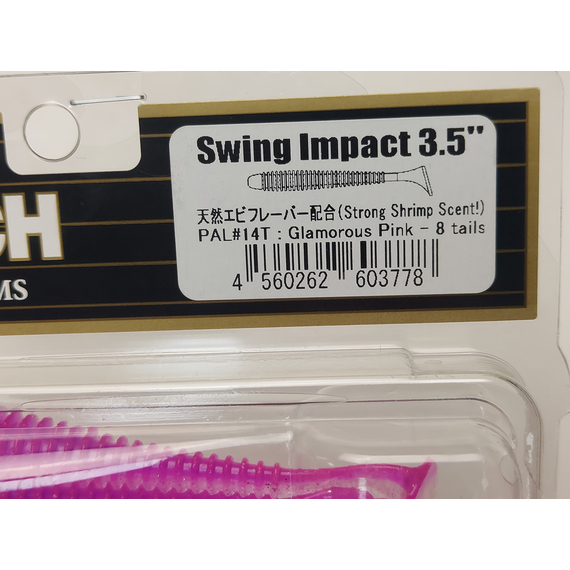 Swing Impact 3.5"
天然エビフレーバー配合(Strong Shrimp Scent!)
PAL#14T : Glamorous Pink - 8 tails
4 560262 603778
CH
MS